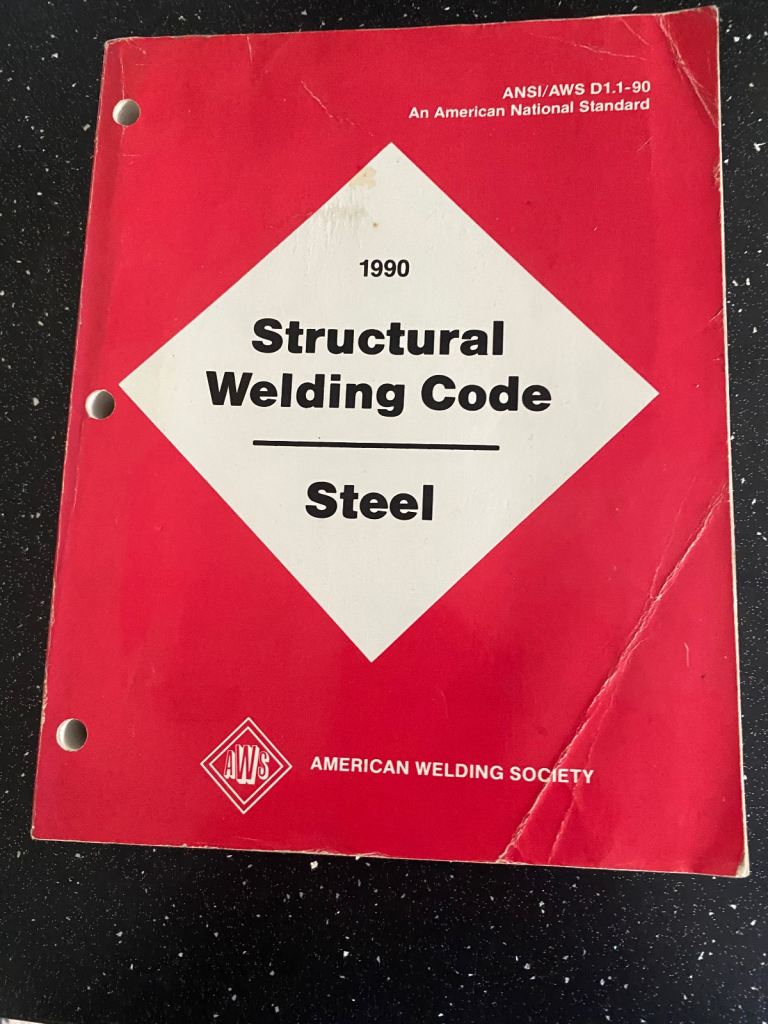 ANSI/AWS D1.1-90
An American National Standard
1990
Structural
Welding Code
Steel
AWS
AMERICAN WELDING SOCIETY